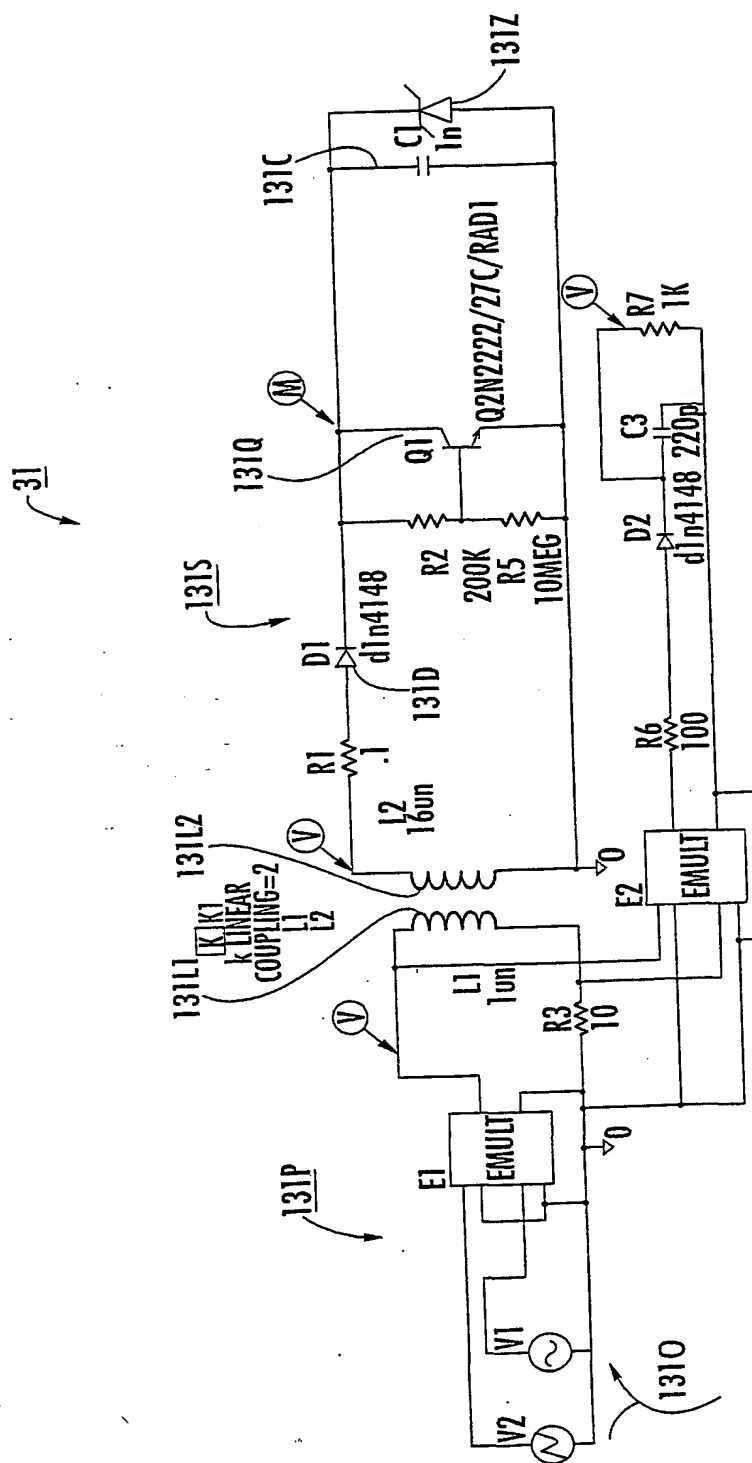 31
131P
131S
131L1
K K1
k LINEAR
COUPLING=2
L1
L2
131L2
V
R1
.1
D1
d1n4148
131D
M
131Q
131C
L2
16un
R2
200K
R5
10MEG
Q1
Q2N2222/27C/RAD1
C1
1n
131Z
V
E1
EMULT
L1
1un
R3
10
0
0
V2
V1
131O
E2
EMULT
R6
100
D2
d1n4148
C3
220p
V
R7
1K